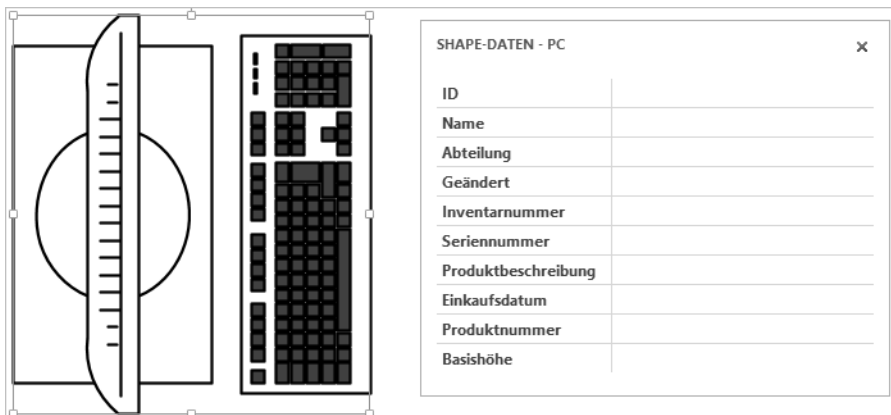 SHAPE-DATEN - PC
ID
Name
Abteilung
Geändert
Inventarnummer
Seriennummer
Produktbeschreibung
Einkaufsdatum
Produktnummer
Basishöhe